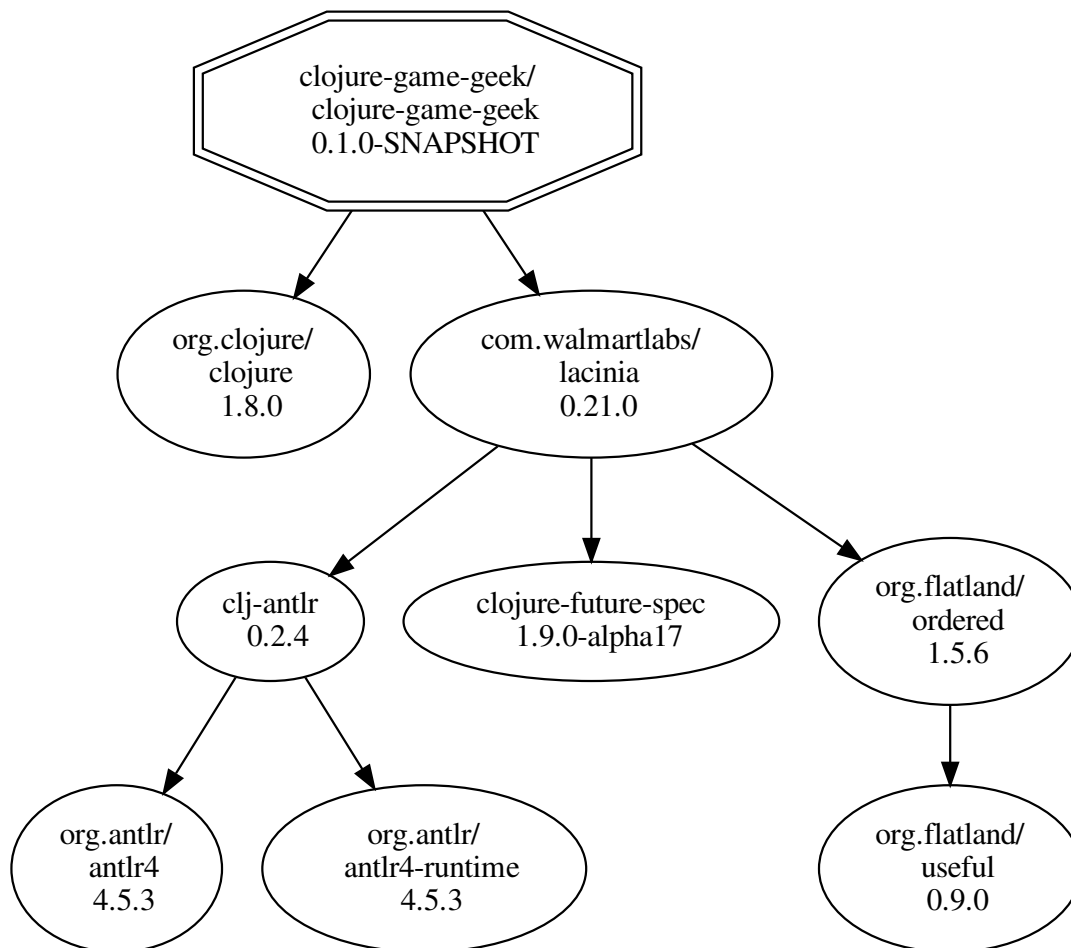 clojure-game-geek/
clojure-game-geek
0.1.0-SNAPSHOT
org.clojure/
clojure
1.8.0
com.walmartlabs/
lacinia
0.21.0
clj-antlr
0.2.4
clojure-future-spec
1.9.0-alpha17
org.flatland/
ordered
1.5.6
org.antlr/
antlr4
4.5.3
org.antlr/
antlr4-runtime
4.5.3
org.flatland/
useful
0.9.0